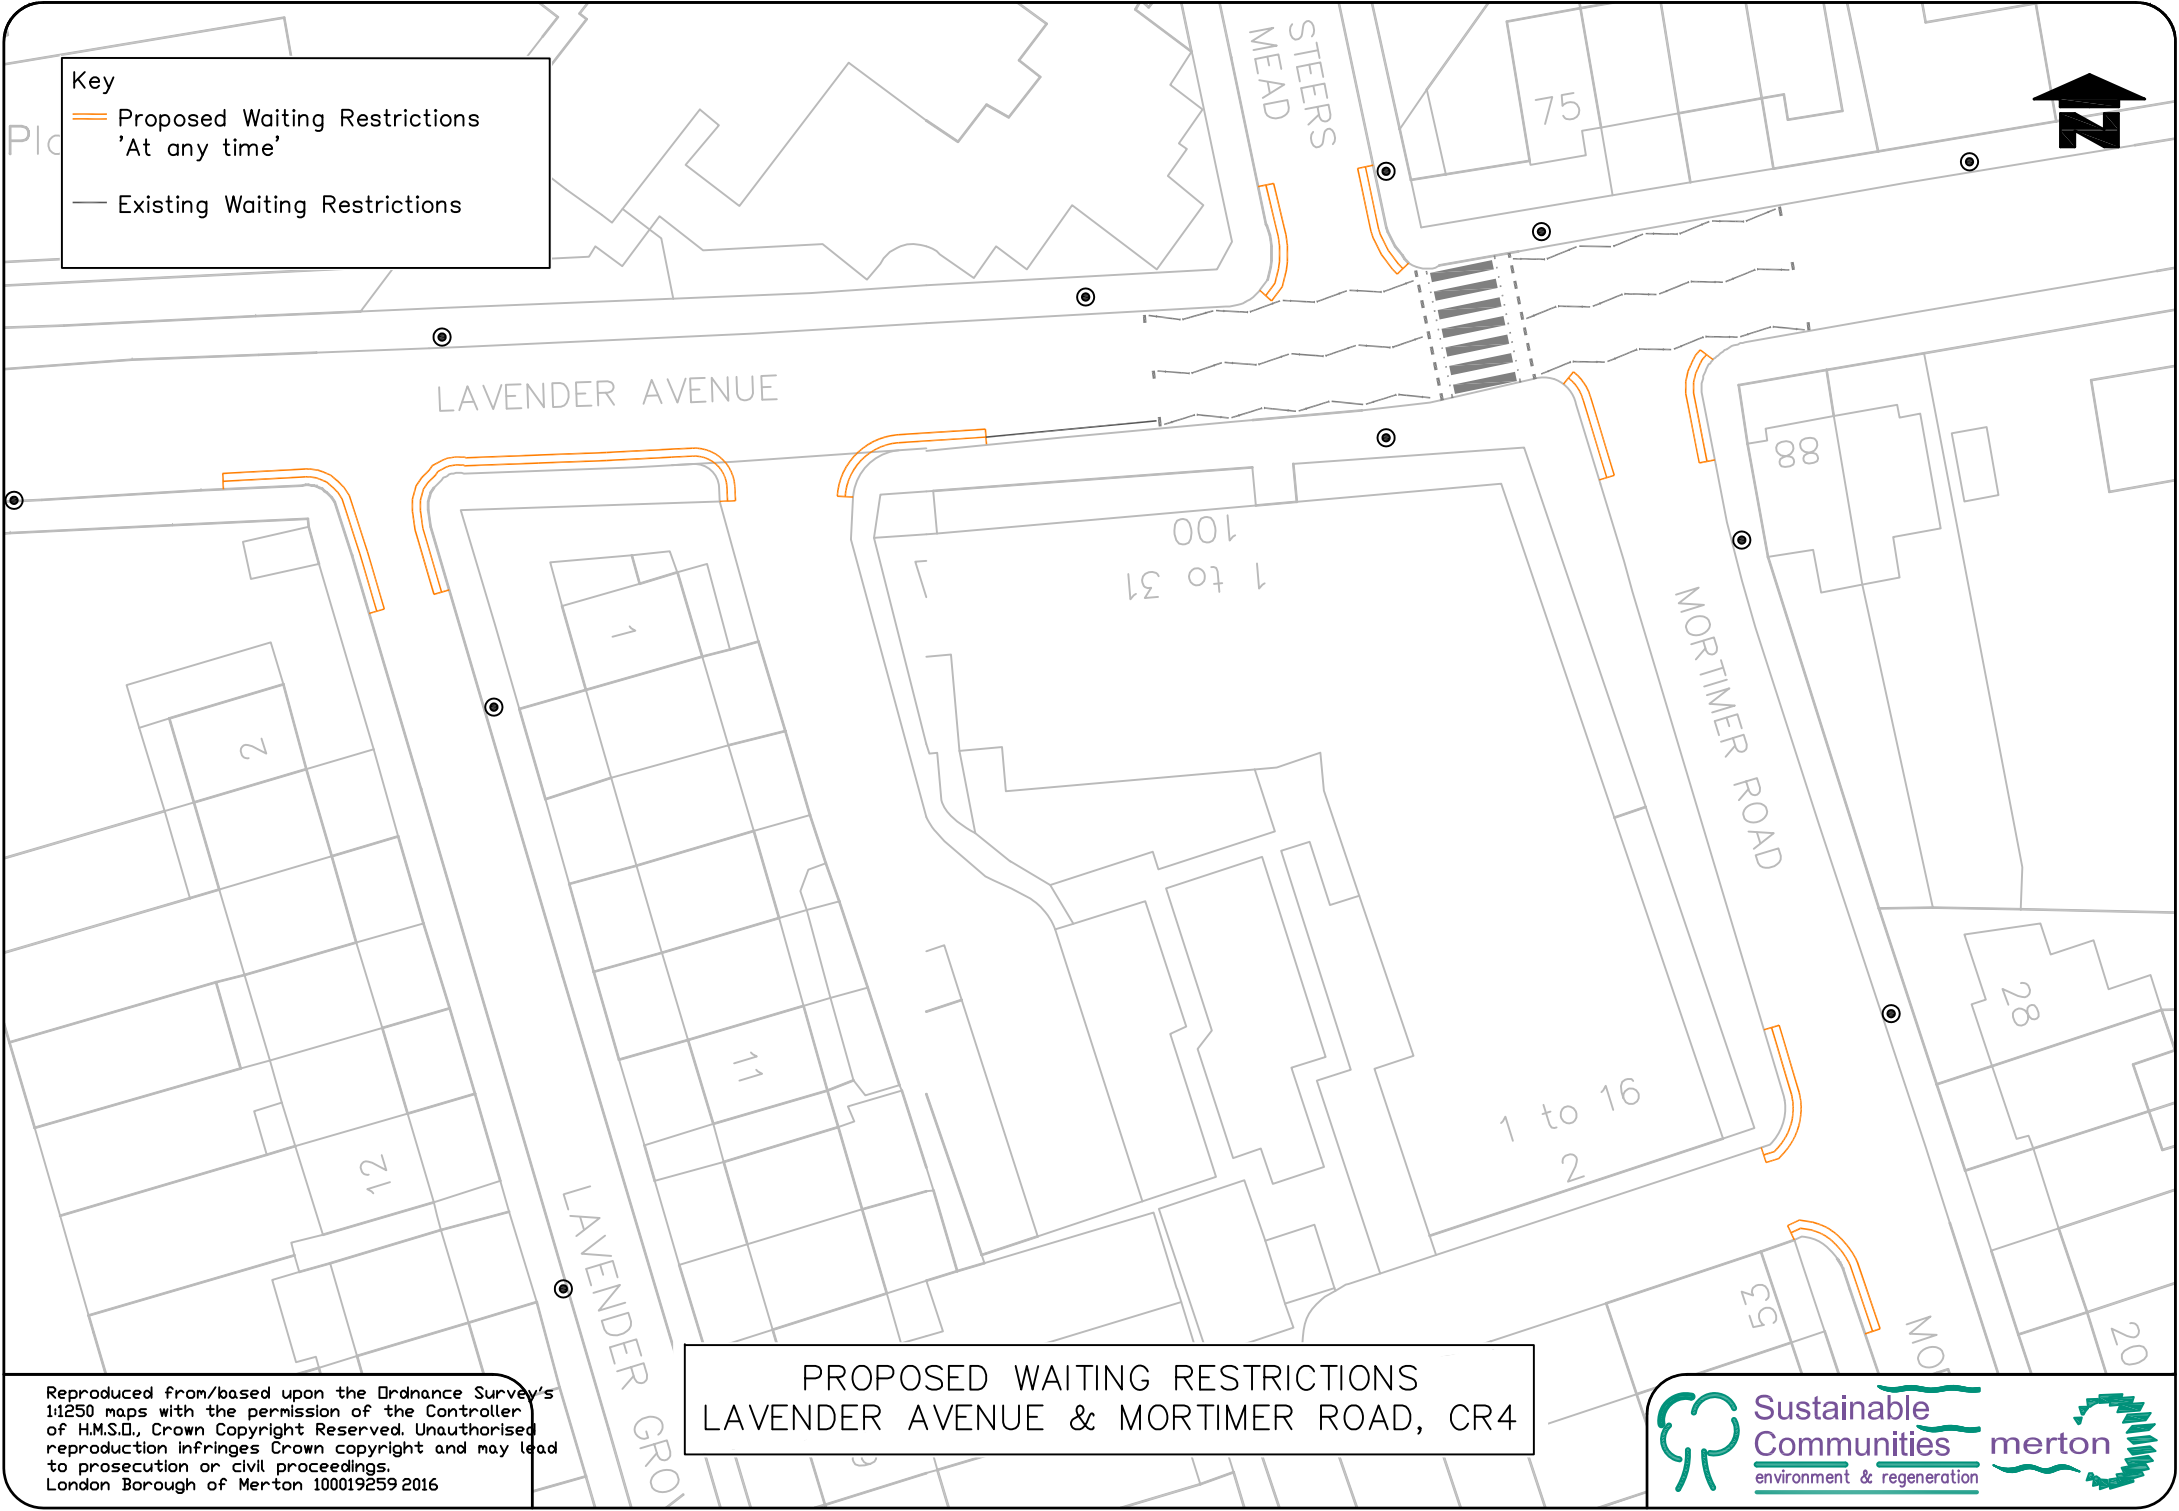 Key
Proposed Waiting Restrictions
'At any time'
Existing Waiting Restrictions
STEERS
MEAD
75
N
LAVENDER AVENUE
88
100
1 to 31
1
2
MORTIMER ROAD
28
11
12
1 to 16
2
53
20
LAVENDER GRO
PROPOSED WAITING RESTRICTIONS
LAVENDER AVENUE & MORTIMER ROAD, CR4
Reproduced from/based upon the Ordnance Survey's
1:1250 maps with the permission of the Controller
of H.M.S.O., Crown Copyright Reserved. Unauthorised
reproduction infringes Crown copyright and may lead
to prosecution or civil proceedings.
London Borough of Merton 100019259 2016
Sustainable
Communities
environment & regeneration
merton